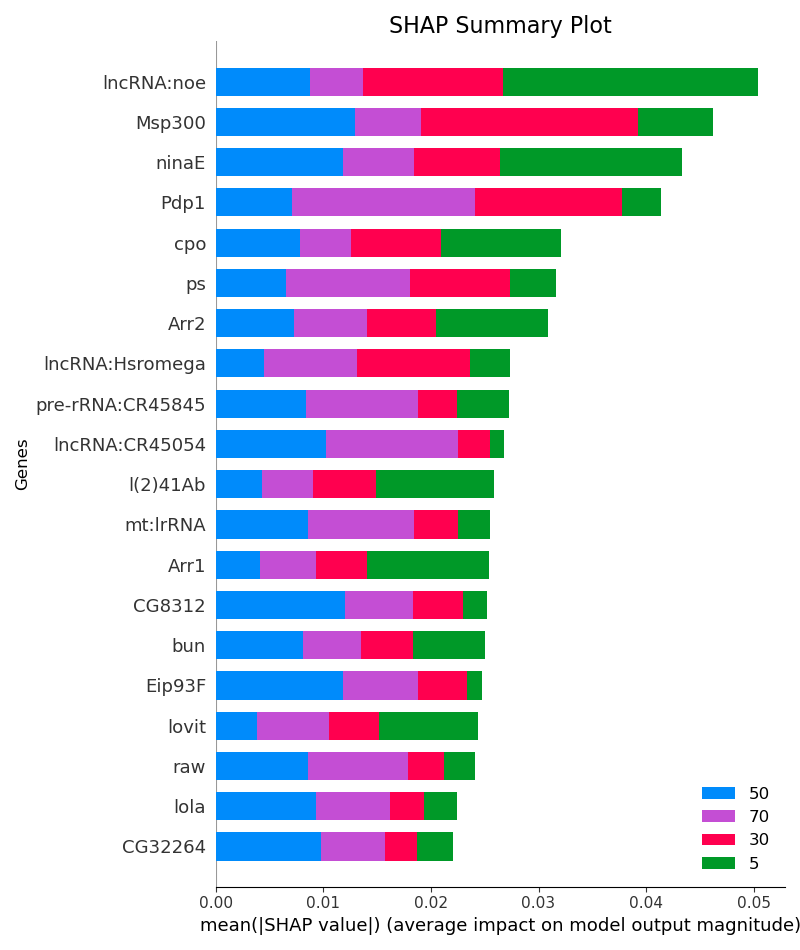 SHAP Summary Plot
lncRNA:noe
Msp300
ninaE
Pdp1
cpo
ps
Arr2
lncRNA:Hsromega
pre-rRNA:CR45845
lncRNA:CR45054
l(2)41Ab
mt:lrRNA
Arr1
CG8312
bun
Eip93F
lovit
raw
lola
CG32264
Genes
50
70
30
5
0.00 0.01 0.02 0.03 0.04 0.05
mean(|SHAP value|) (average impact on model output magnitude)